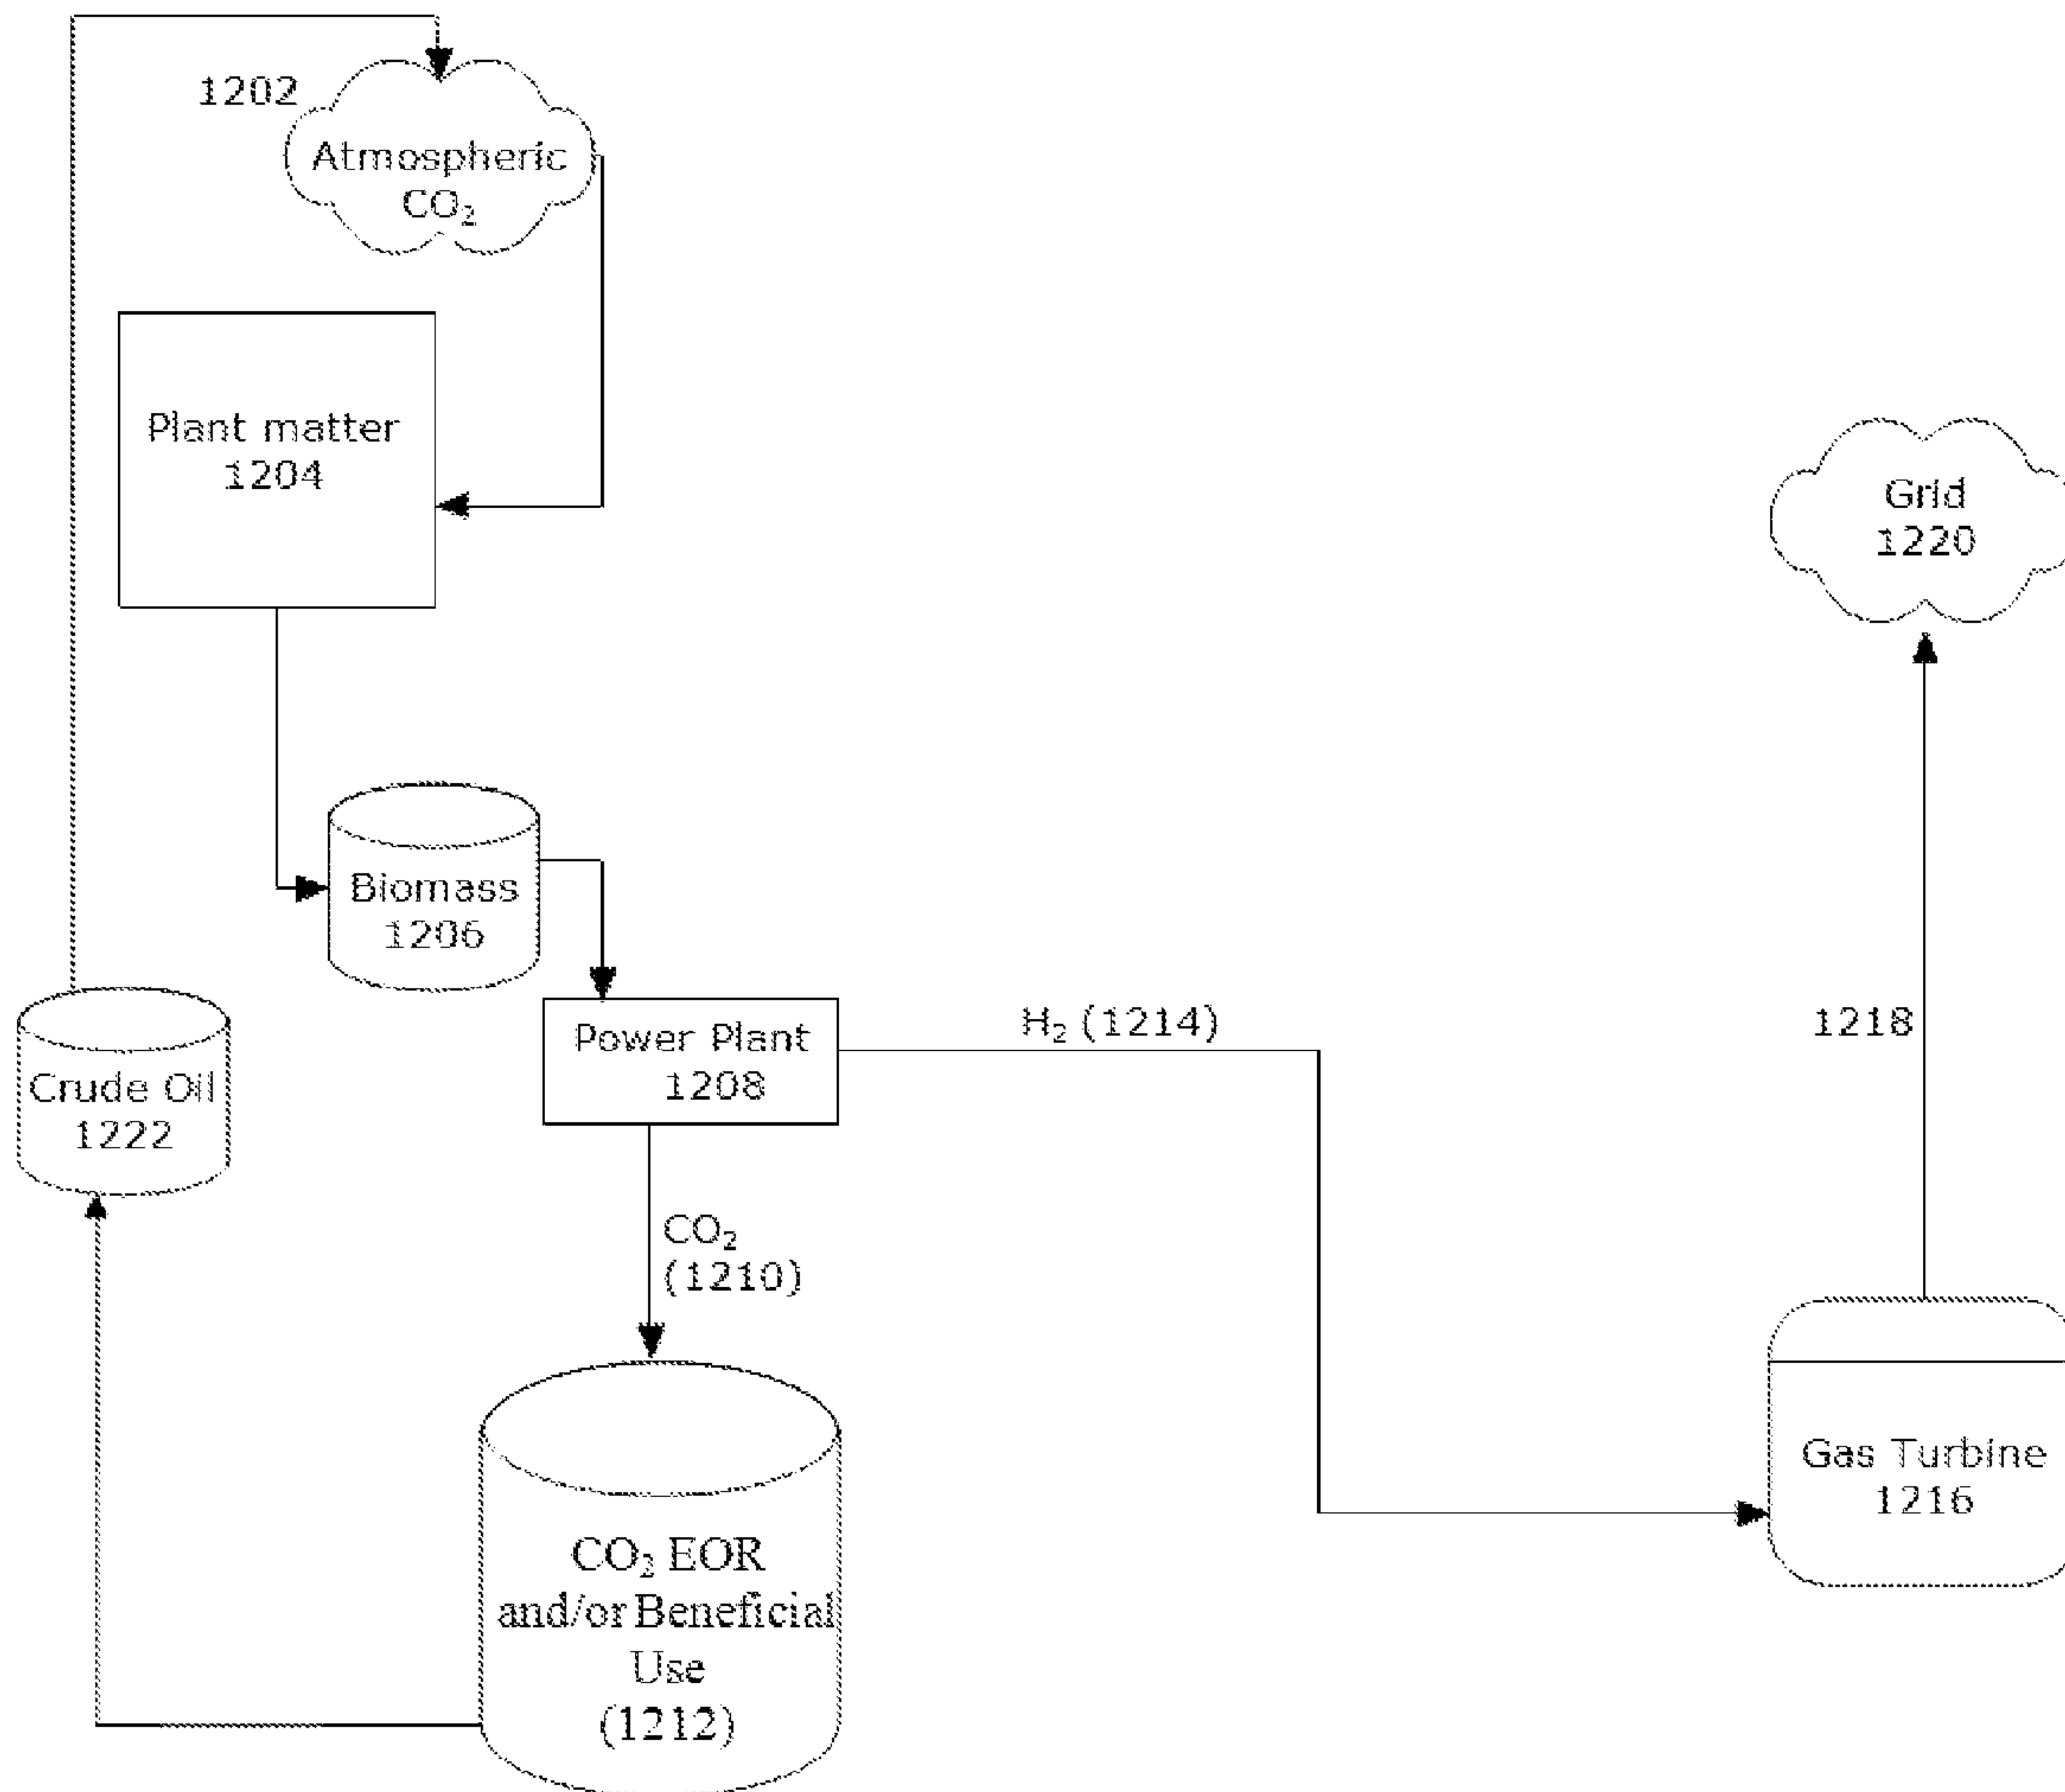 1202
Atmospheric
CO₂
Plant matter
1204
Grid
1220
Biomass
1206
Power Plant
1208
H₂ (1214)
1218
Crude Oil
1222
CO₂
(1210)
Gas Turbine
1216
CO₂ EOR
and/or Beneficial
Use
(1212)